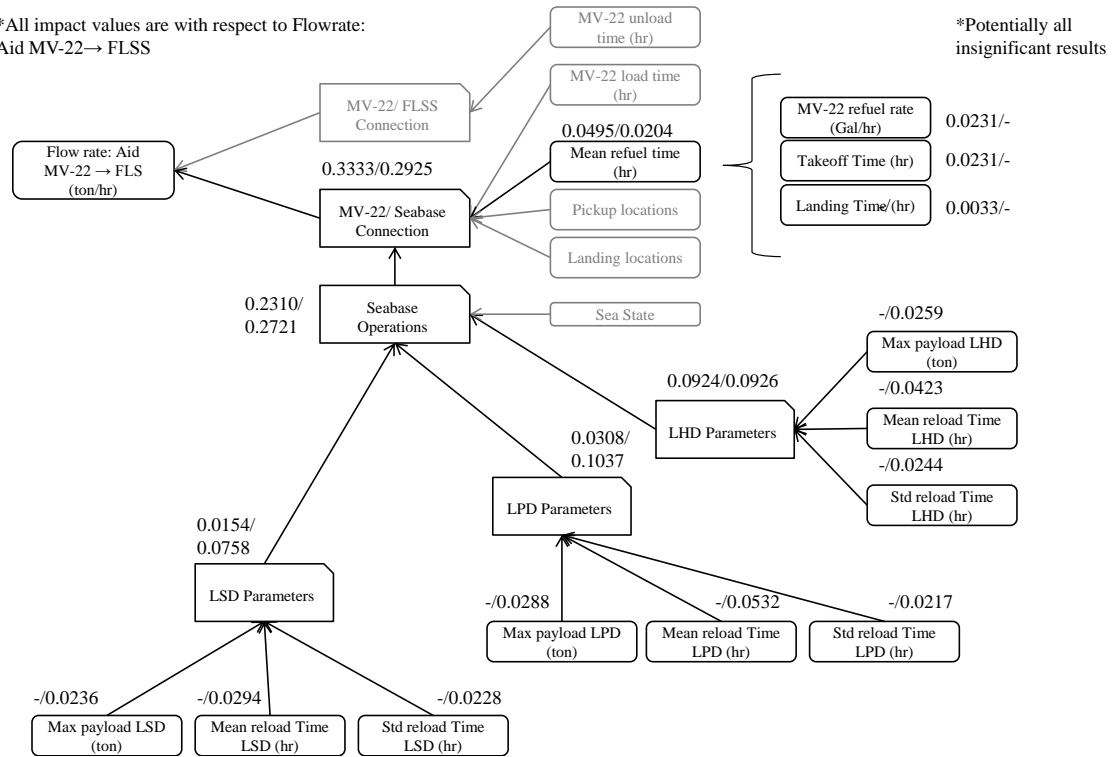 *All impact values are with respect to Flowrate:
Aid MV-22→ FLSS
*Potentially all
insignificant results
MV-22 unload
time (hr)
MV-22 load time
(hr)
MV-22/ FLSS
Connection
0.0495/0.0204
Mean refuel time
(hr)
MV-22 refuel rate
(Gal/hr)
0.0231/-
Takeoff Time (hr)
0.0231/-
Landing Time (hr)
-/
0.0033/-
Flow rate: Aid
MV-22 → FLS
(ton/hr)
0.3333/0.2925
MV-22/ Seabase
Connection
Pickup locations
Landing locations
0.2310/
0.2721
Seabase
Operations
Sea State
-/0.0259
Max payload LHD
(ton)
-/0.0423
Mean reload Time
LHD (hr)
-/0.0244
Std reload Time
LHD (hr)
0.0924/0.0926
LHD Parameters
0.0308/
0.1037
LPD Parameters
0.0154/
0.0758
LSD Parameters
-/0.0288
Max payload LPD
(ton)
-/0.0532
Mean reload Time
LPD (hr)
-/0.0217
Std reload Time
LPD (hr)
-/0.0236
Max payload LSD
(ton)
-/0.0294
Mean reload Time
LSD (hr)
-/0.0228
Std reload Time
LSD (hr)